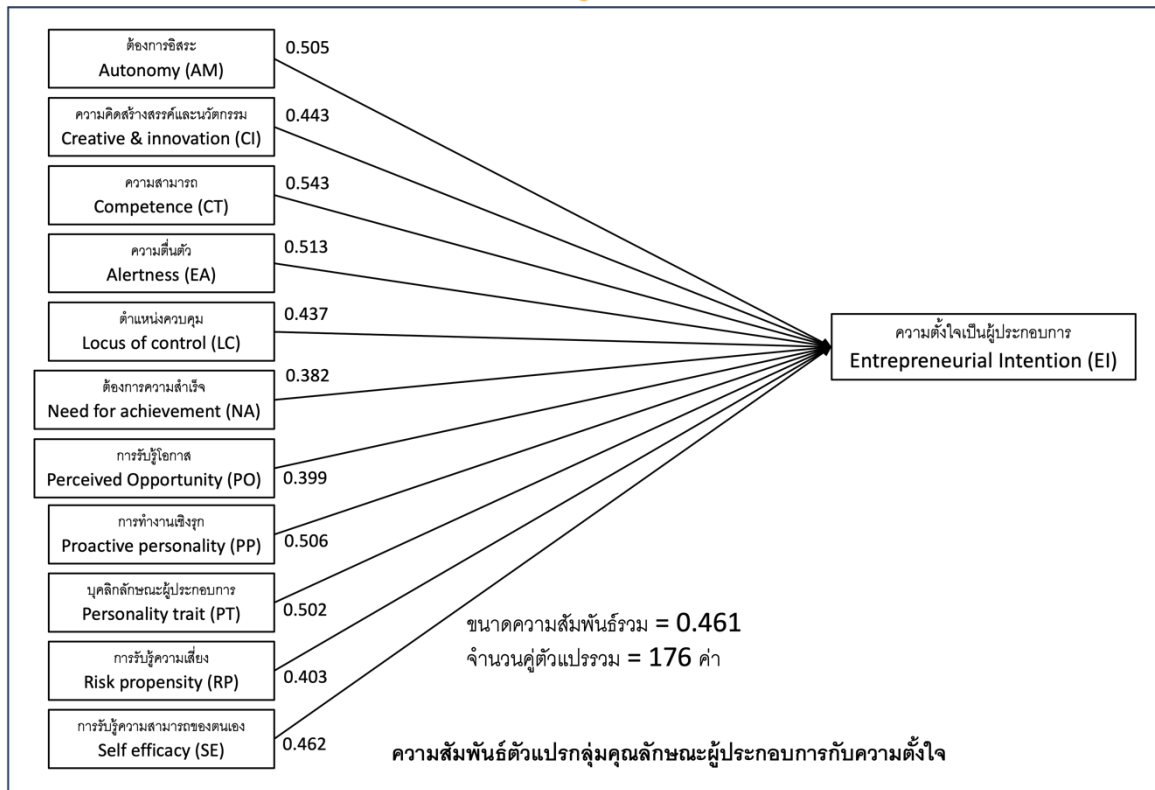 ต้องการอิสระ
Autonomy (AM)
0.505
ความคิดสร้างสรรค์และนวัตกรรม
Creative & innovation (CI)
0.443
ความสามารถ
Competence (CT)
0.543
ความตื่นตัว
Alertness (EA)
0.513
ตำแหน่งควบคุม
Locus of control (LC)
0.437
ต้องการความสำเร็จ
Need for achievement (NA)
0.382
การรับรู้โอกาส
Perceived Opportunity (PO)
0.399
การทำงานเชิงรุก
Proactive personality (PP)
0.506
บุคลิกลักษณะผู้ประกอบการ
Personality trait (PT)
0.502
การรับรู้ความเสี่ยง
Risk propensity (RP)
0.403
การรับรู้ความสามารถของตนเอง
Self efficacy (SE)
0.462
ความตั้งใจเป็นผู้ประกอบการ
Entrepreneurial Intention (EI)
ขนาดความสัมพันธ์รวม = 0.461
จำนวนคู่ตัวแปรรวม = 176 ค่า
ความสัมพันธ์ตัวแปรกลุ่มคุณลักษณะผู้ประกอบการกับความตั้งใจ